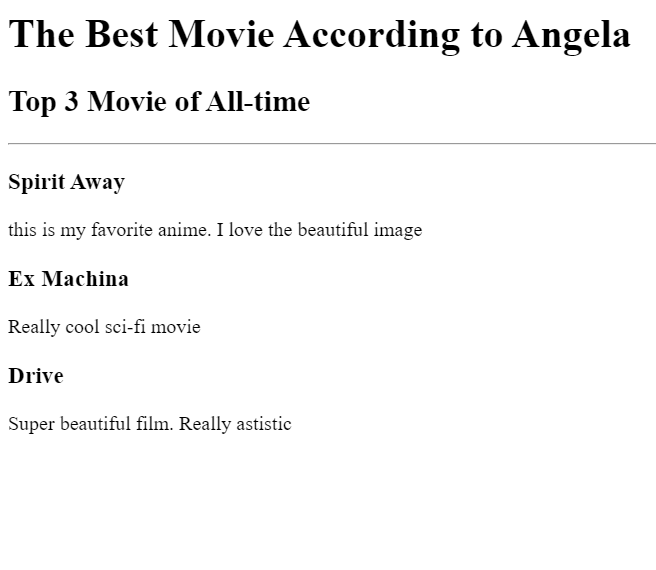 The Best Movie According to Angela
Top 3 Movie of All-time
Spirit Away
this is my favorite anime. I love the beautiful image
Ex Machina
Really cool sci-fi movie
Drive
Super beautiful film. Really astistic